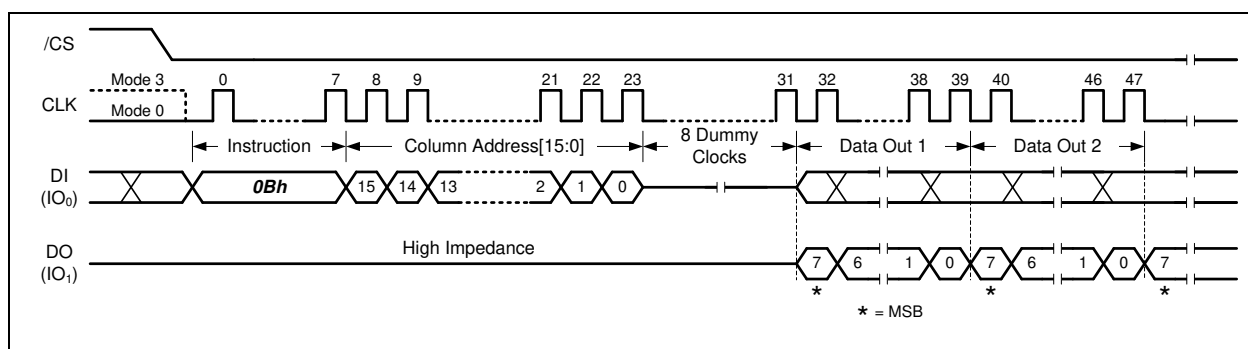 /CS
Mode 3 0 7 8 9 21 22 23 31 32 38 39 40 46 47
CLK Mode 0
Instruction Column Address[15:0] 8 Dummy Clocks Data Out 1 Data Out 2
DI (IO0) 0Bh 15 14 13 2 1 0
High Impedance
DO (IO1) 7 6 1 0 7 6 1 0 7
* * *
* = MSB